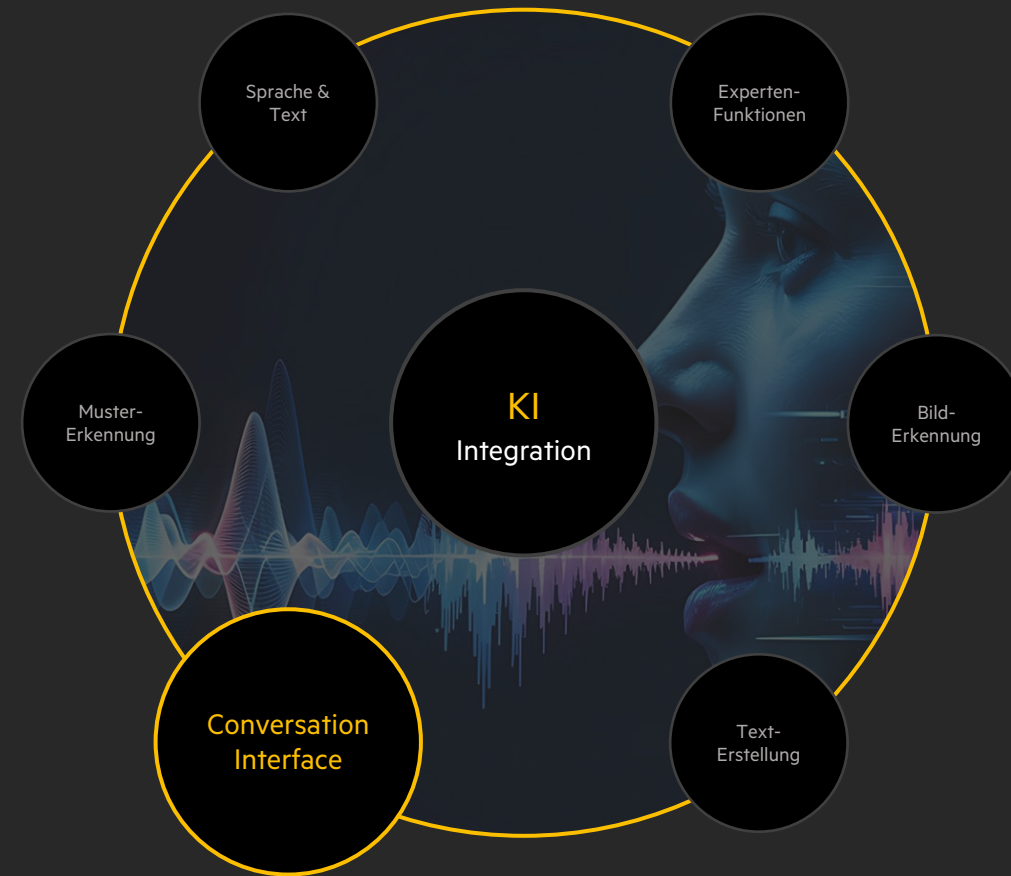 Sprache &
Text
Experten-
Funktionen
Muster-
Erkennung
KI
Integration
Bild-
Erkennung
Conversation
Interface
Text-
Erstellung